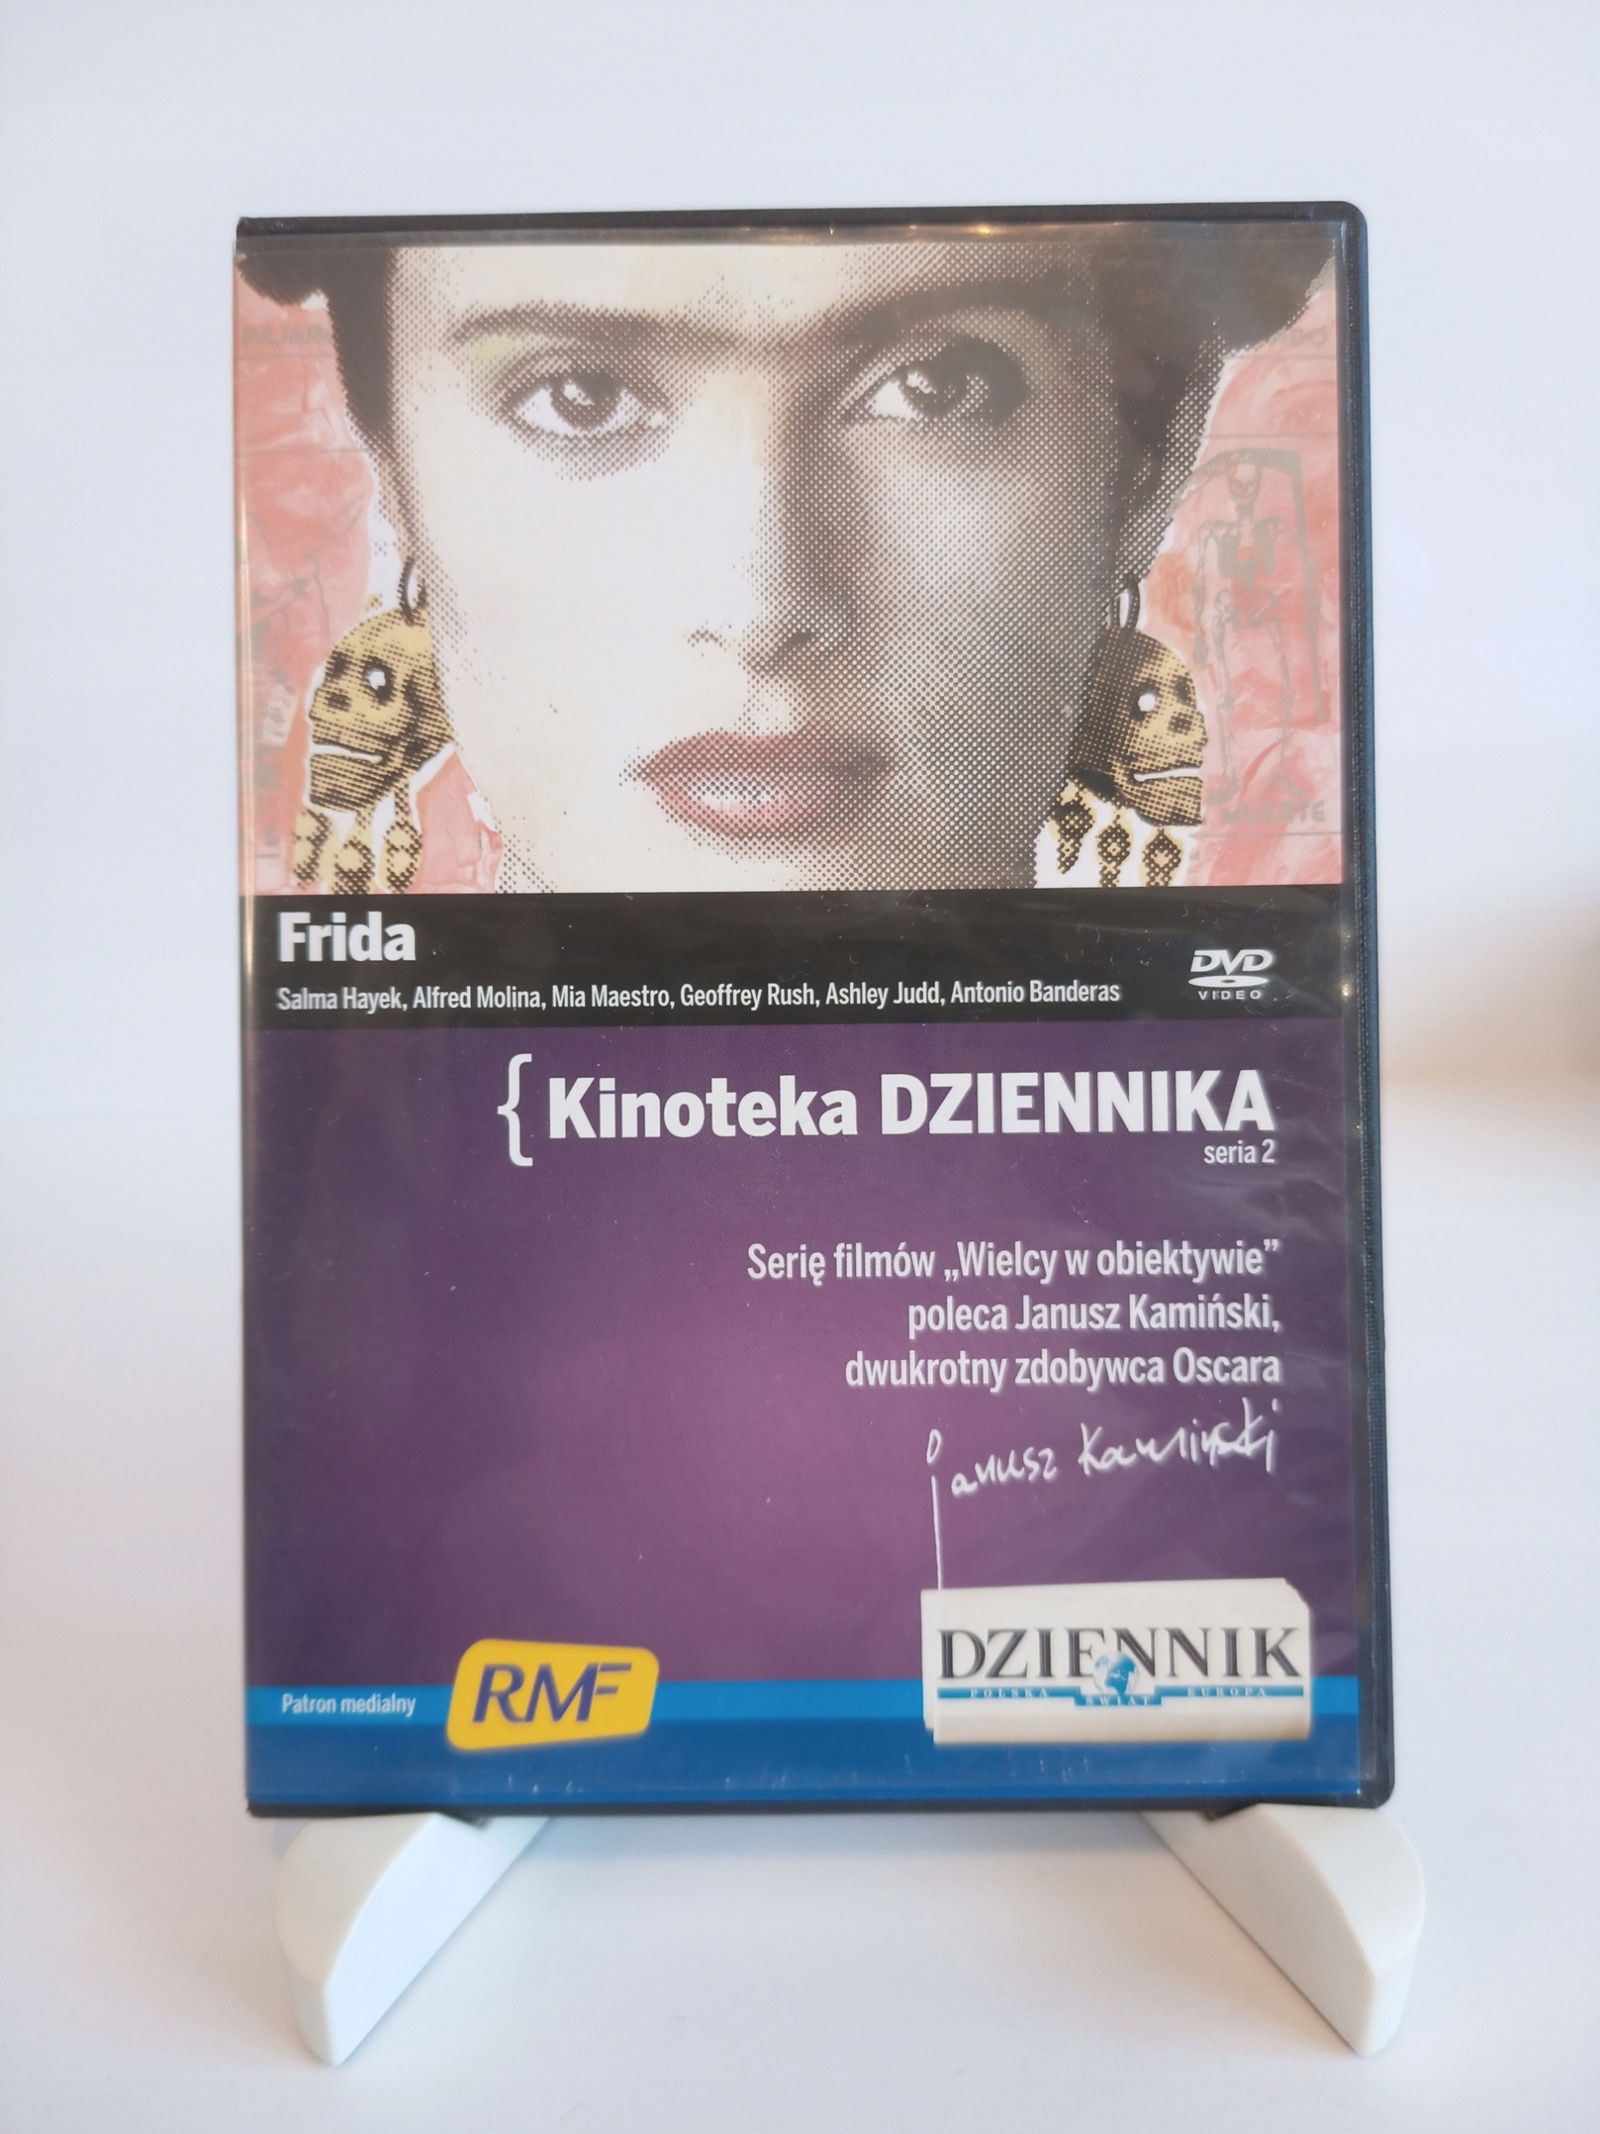 MUERTE
Frida
Salma Hayek, Alfred Molina, Mia Maestro, Geoffrey Rush, Ashley Judd, Antonio Banderas
DVD
VIDEO
{ Kinoteka DZIENNIKA
seria 2
Serię filmów „Wielcy w obiektywie”
poleca Janusz Kamiński,
dwukrotny zdobywca Oscara
Janusz Kamiński
Patron medialny
RMF
DZIENNIK
POLSKA ŚWIAT EUROPA